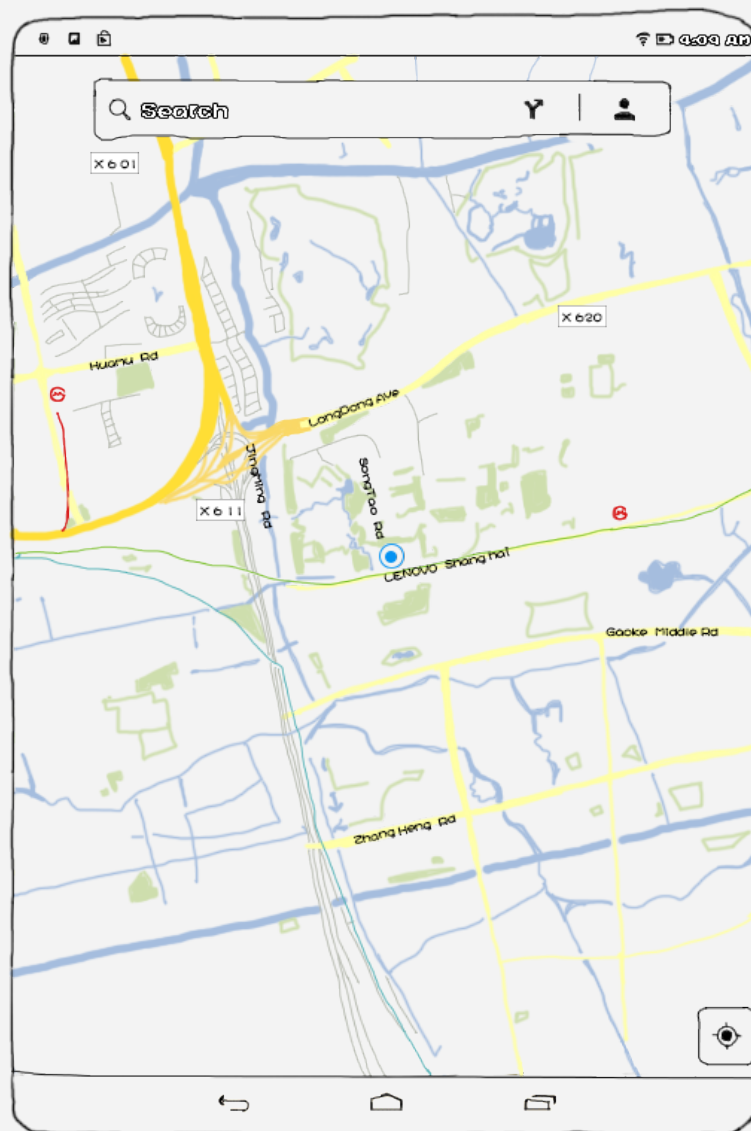 4:09 AM
Search
X601
X620
Huanu Rd
LongDong Ave
JingMing Rd
SongTao Rd
X611
LENOVO ShangHai
Gaoke Middle Rd
Zhang Heng Rd